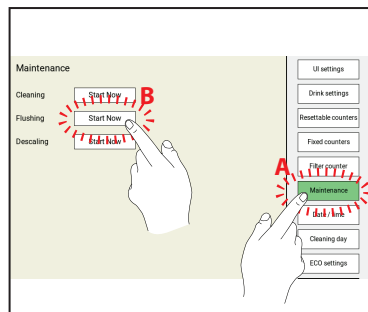 Maintenance
Cleaning Start Now B
Flushing Start Now
Descaling Start Now
UI settings
Drink settings
Resettable counters
Fixed counters
A Filter counter
Maintenance
Date / time
Cleaning day
ECO settings